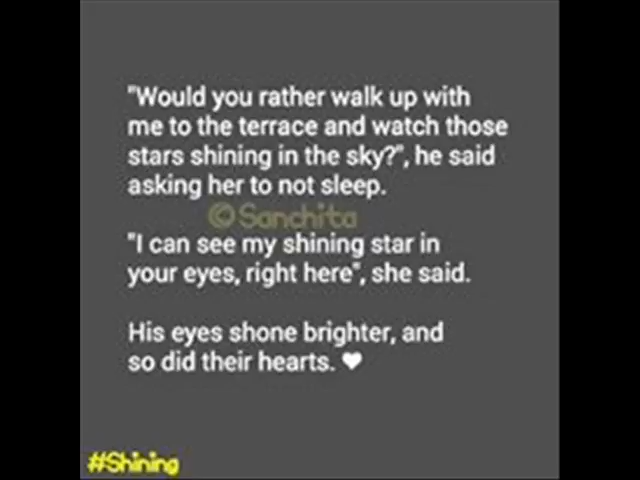 "Would you rather walk up with
me to the terrace and watch those
stars shining in the sky?", he said
asking her to not sleep.
©Sanchita
"I can see my shining star in
your eyes, right here", she said.
His eyes shone brighter, and
so did their hearts. ♥
#Shining